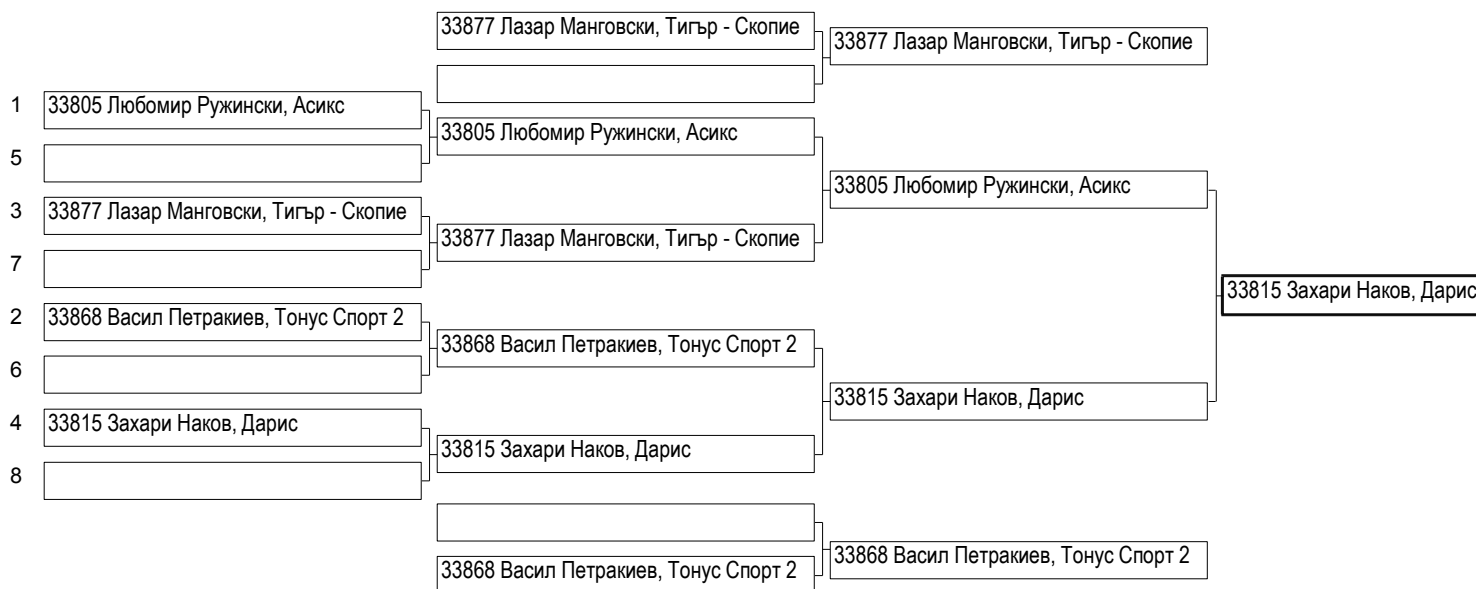 33877 Лазар Манговски, Тигър - Скопие
33877 Лазар Манговски, Тигър - Скопие
1 33805 Любомир Ружински, Асикс
33805 Любомир Ружински, Асикс
5
33805 Любомир Ружински, Асикс
3 33877 Лазар Манговски, Тигър - Скопие
33877 Лазар Манговски, Тигър - Скопие
7
33815 Захари Наков, Дарис
2 33868 Васил Петракиев, Тонус Спорт 2
33868 Васил Петракиев, Тонус Спорт 2
6
33815 Захари Наков, Дарис
4 33815 Захари Наков, Дарис
33815 Захари Наков, Дарис
8
33868 Васил Петракиев, Тонус Спорт 2
33868 Васил Петракиев, Тонус Спорт 2